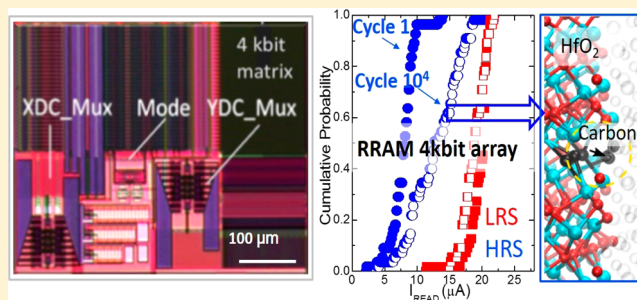 4 kbit
matrix
XDC_Mux
Mode
YDC_Mux
100 μm
Cumulative Probability
1.0
0.8
0.6
0.4
0.2
0.0
Cycle 1
Cycle 10⁴
RRAM 4kbit array
LRS
HRS
0 5 10 15 20 25
I_READ (μA)
HfO₂
Carbon